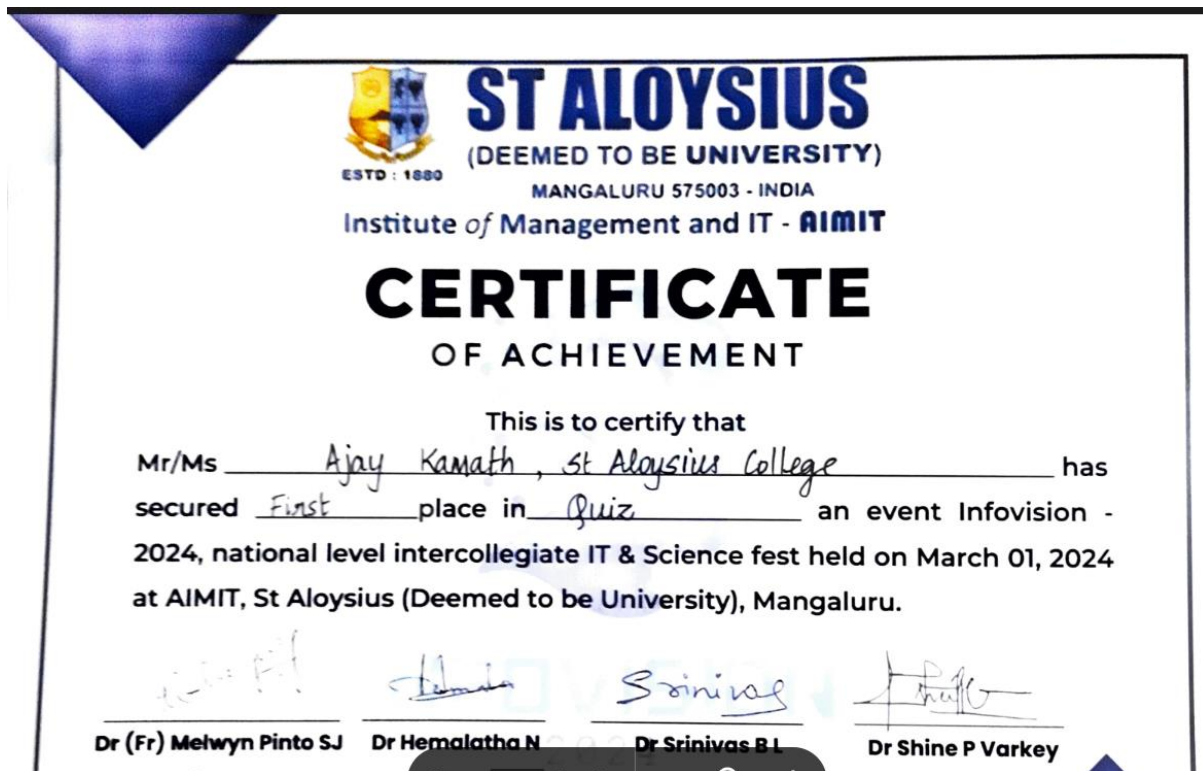 ST ALOYSIUS
(DEEMED TO BE UNIVERSITY)
ESTD : 1880
MANGALURU 575003 - INDIA
Institute of Management and IT - AIMIT
CERTIFICATE
OF ACHIEVEMENT
This is to certify that
Mr/Ms Ajay Kamath, St Aloysius College has
secured First place in Quiz an event Infovision -
2024, national level intercollegiate IT & Science fest held on March 01, 2024
at AIMIT, St Aloysius (Deemed to be University), Mangaluru.
Srinivas
Dr (Fr) Melwyn Pinto SJ Dr Hemalatha N Dr Srinivas B L Dr Shine P Varkey
2024